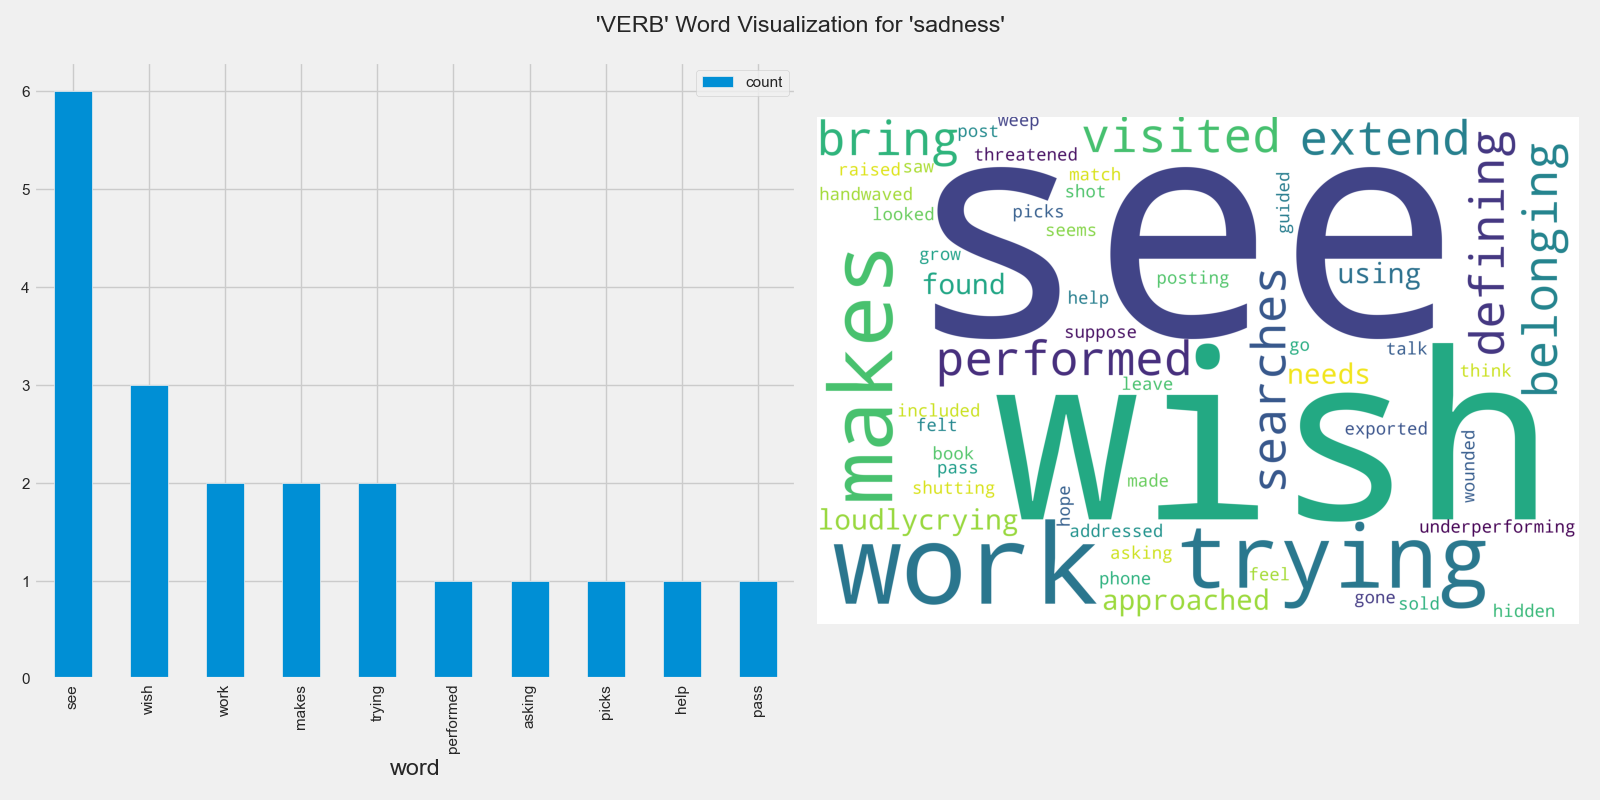 'VERB' Word Visualization for 'sadness'
count
6
5
4
3
2
1
0
see
wish
work
makes
trying
performed
asking
picks
help
pass
word
bring
post
weep
visited
extend
threatened
raised
saw
match
handwaved
shot
guided
looked
picks
seems
defining
belonging
see
grow
found
help
posting
using
makes
suppose
performed
searches
go
talk
needs
think
leave
wish
included
felt
exported
book
pass
wounded
shutting
made
hope
loudlycrying
addressed
underperforming
work
asking
trying
phone
feel
approached
gone
sold
hidden